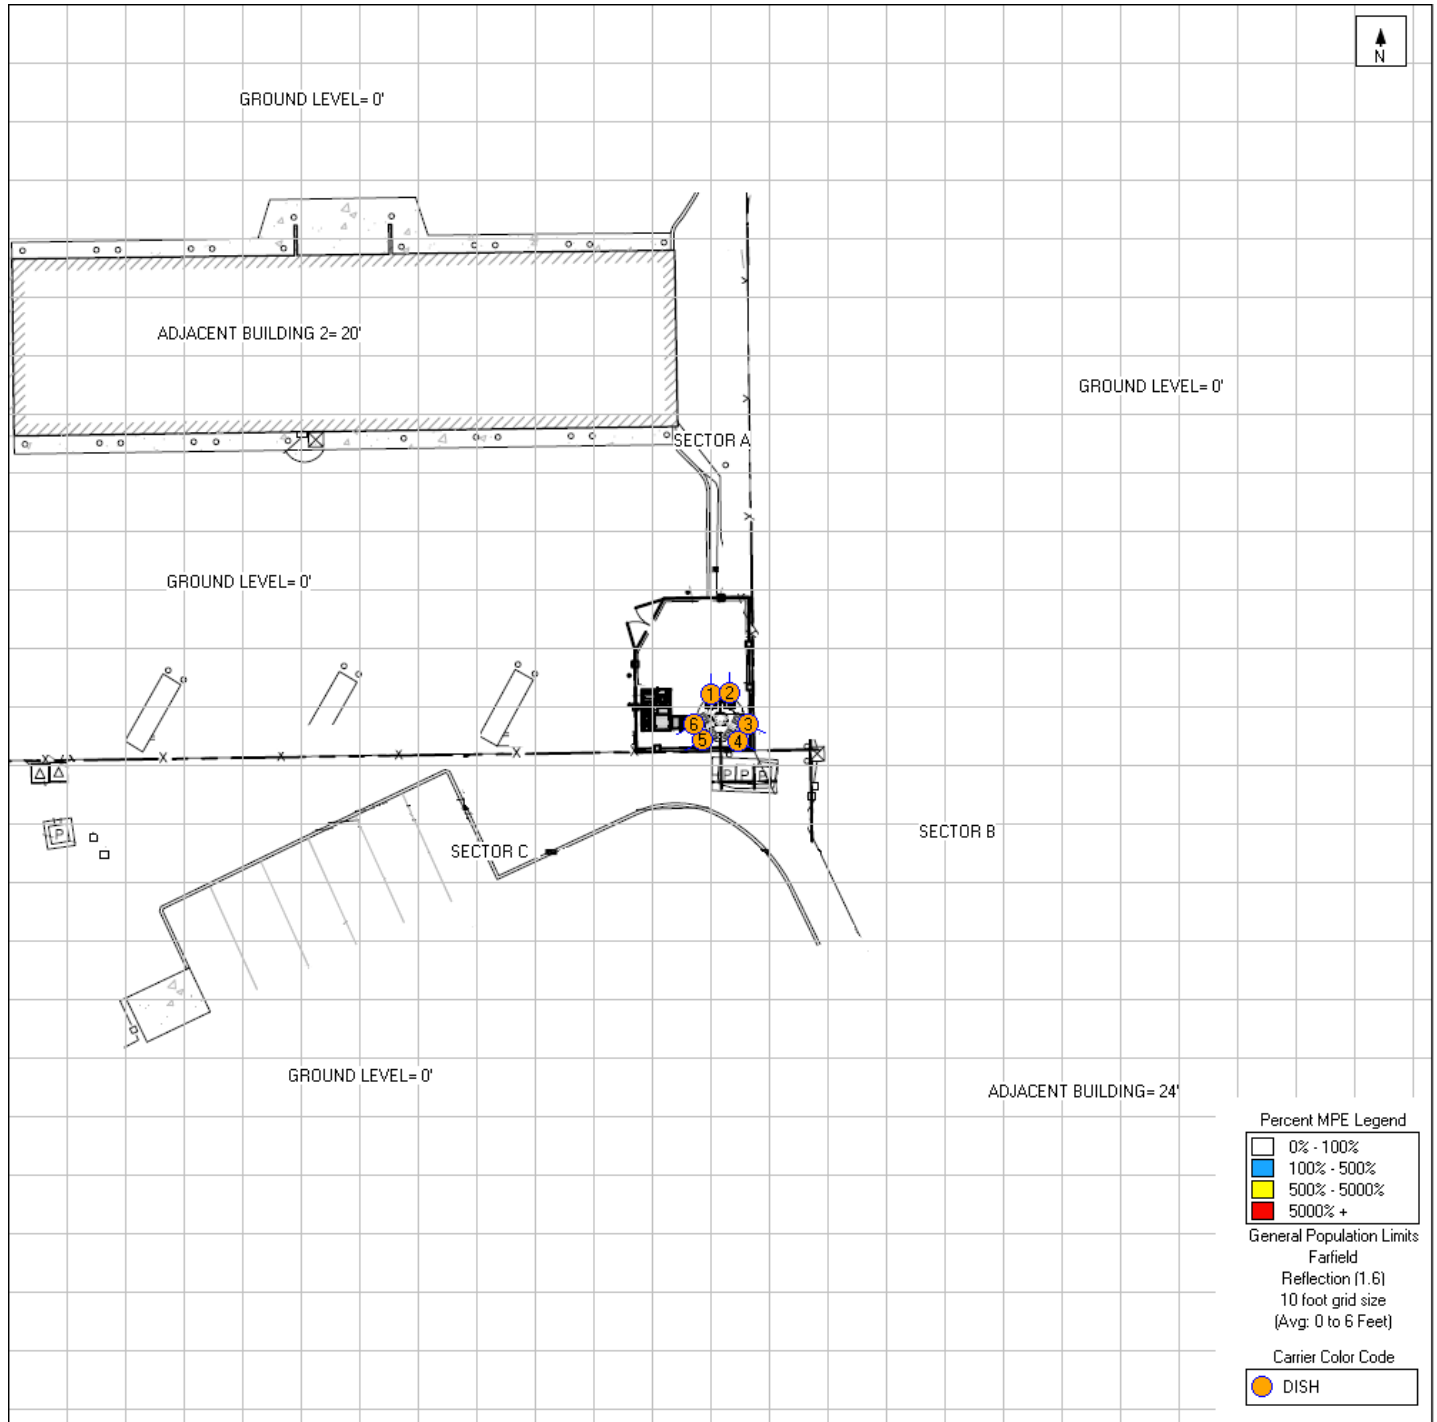 N
GROUND LEVEL= 0'
ADJACENT BUILDING 2= 20'
GROUND LEVEL= 0'
SECTOR A
GROUND LEVEL= 0'
1 2
6 3
5 4
P P P
P
SECTOR B
SECTOR C
GROUND LEVEL= 0'
ADJACENT BUILDING= 24'
Percent MPE Legend
0% - 100%
100% - 500%
500% - 5000%
5000% +
General Population Limits
Farfield
Reflection (1.6)
10 foot grid size
(Avg: 0 to 6 Feet)
Carrier Color Code
DISH